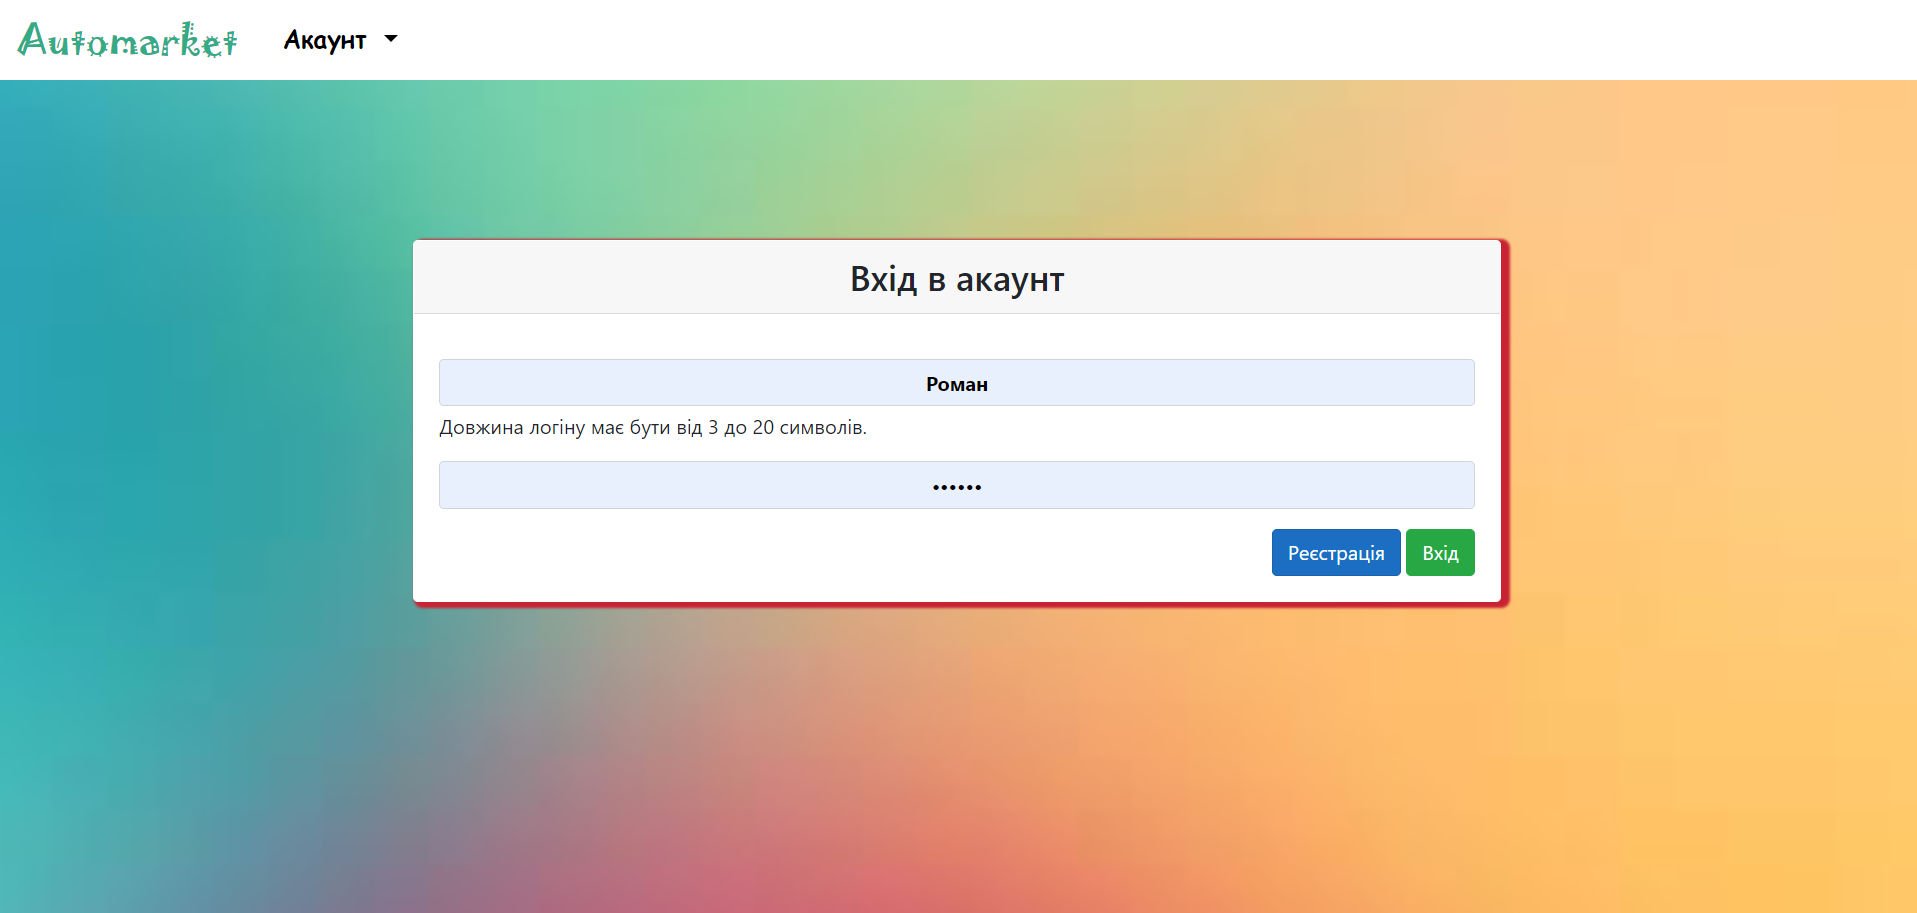 Automarket Акаунт
Вхід в акаунт
Роман
Довжина логіну має бути від 3 до 20 символів.
••••••
Реєстрація Вхід